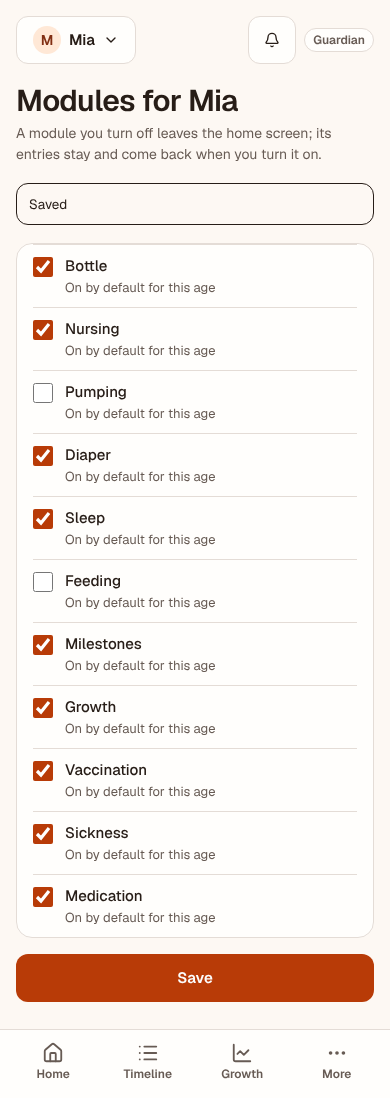 M Mia
Guardian
Modules for Mia
A module you turn off leaves the home screen; its
entries stay and come back when you turn it on.
Saved
Bottle
On by default for this age
Nursing
On by default for this age
Pumping
On by default for this age
Diaper
On by default for this age
Sleep
On by default for this age
Feeding
On by default for this age
Milestones
On by default for this age
Growth
On by default for this age
Vaccination
On by default for this age
Sickness
On by default for this age
Medication
On by default for this age
Save
Home Timeline Growth More